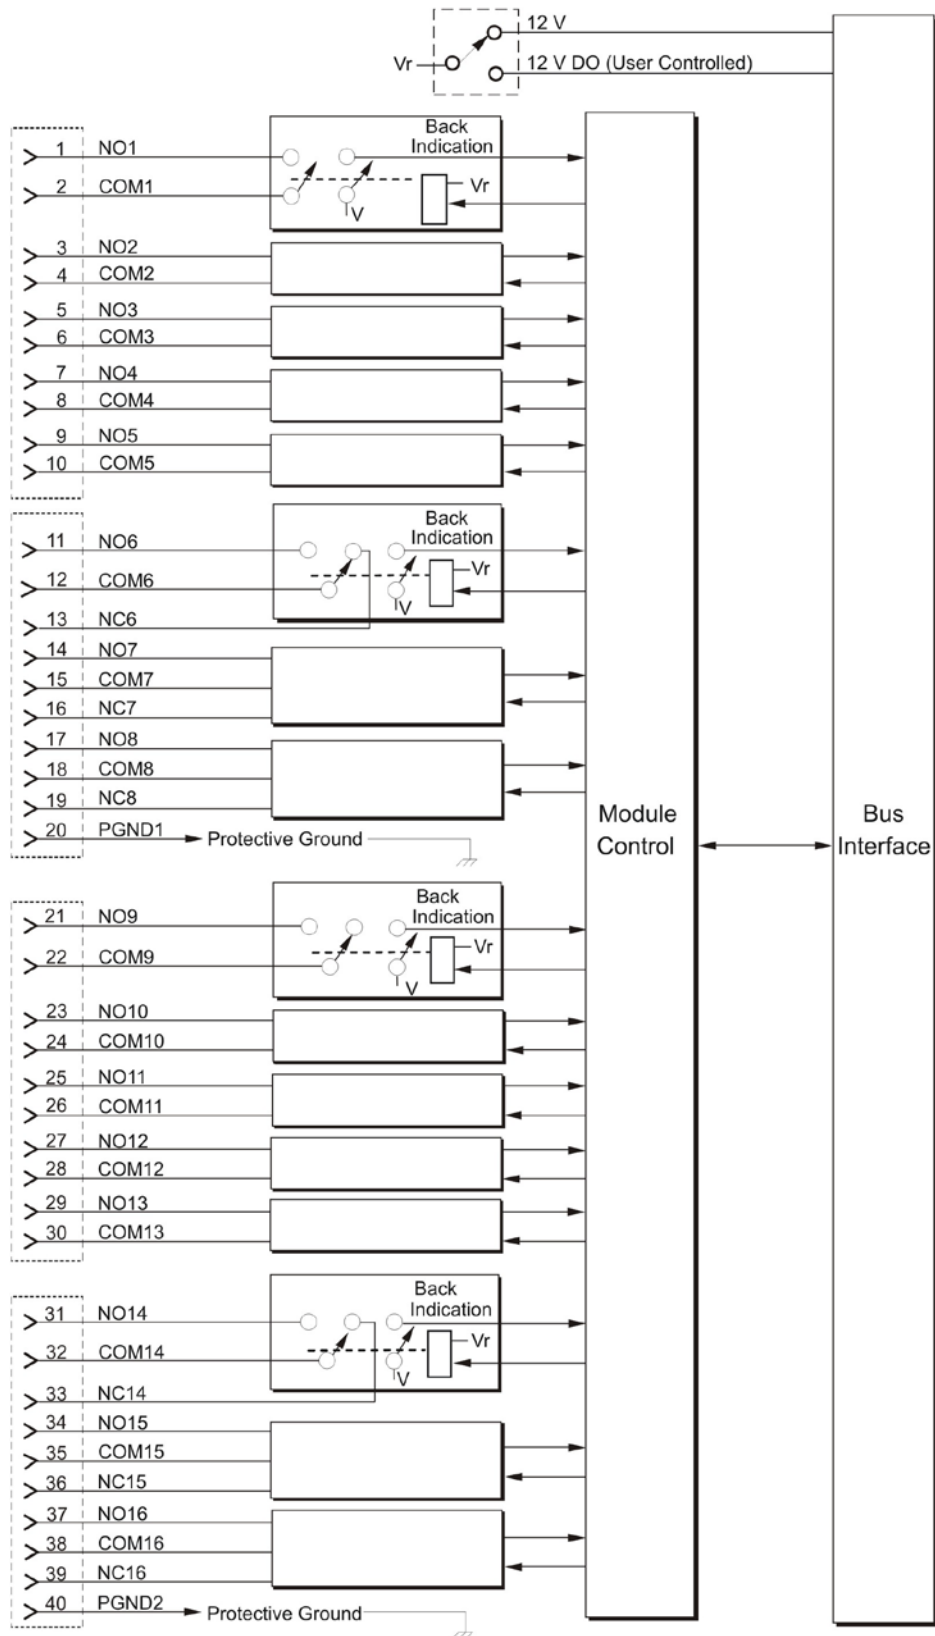 12 V
Vr
12 V DO (User Controlled)
Back
Indication
1 NO1
Vr
2 COM1
V
3 NO2
4 COM2
5 NO3
6 COM3
7 NO4
8 COM4
9 NO5
10 COM5
Back
Indication
11 NO6
Vr
12 COM6
V
13 NC6
14 NO7
15 COM7
16 NC7
17 NO8
18 COM8
19 NC8
20 PGND1 Protective Ground
Module
Control
Bus
Interface
Back
Indication
21 NO9
Vr
22 COM9
V
23 NO10
24 COM10
25 NO11
26 COM11
27 NO12
28 COM12
29 NO13
30 COM13
Back
Indication
31 NO14
Vr
32 COM14
V
33 NC14
34 NO15
35 COM15
36 NC15
37 NO16
38 COM16
39 NC16
40 PGND2 Protective Ground